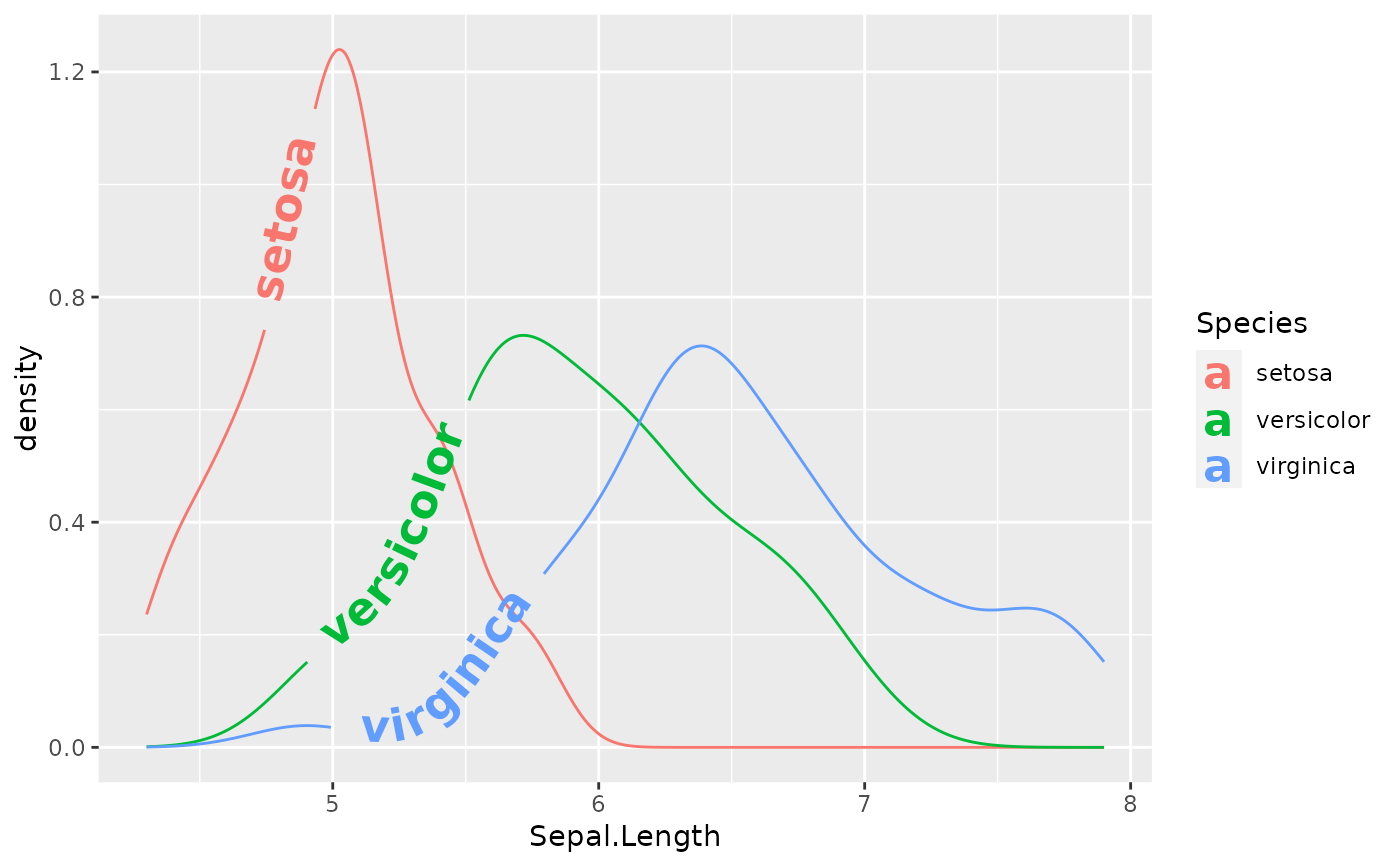 1.2
0.8
0.4
0.0
density
setosa
versicolor
virginica
5 6 7 8
Sepal.Length
Species
a setosa
a versicolor
a virginica